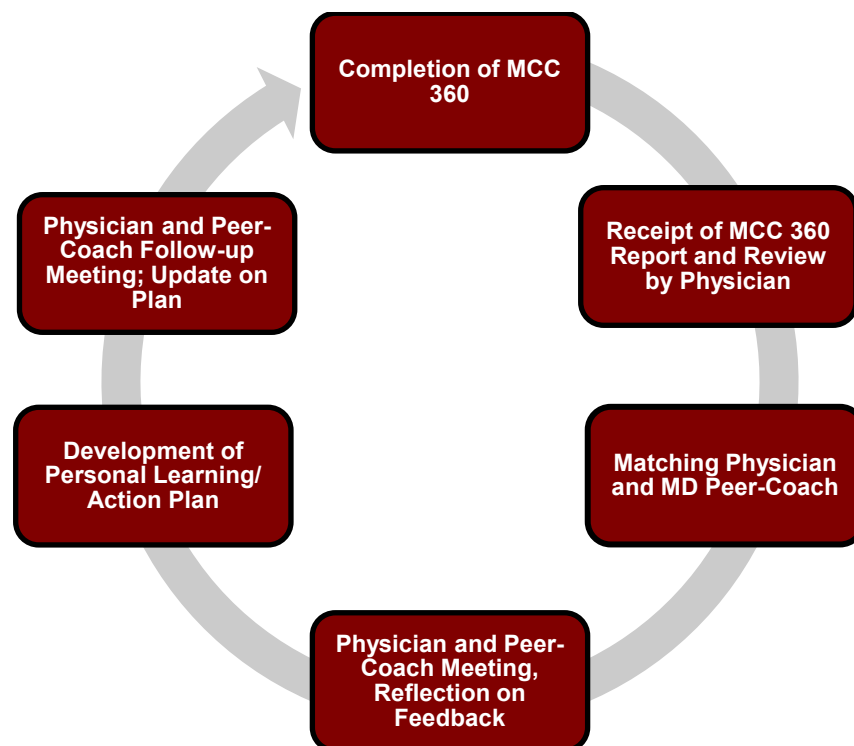 Completion of MCC
360
Receipt of MCC 360
Report and Review
by Physician
Matching Physician
and MD Peer-Coach
Physician and Peer-
Coach Meeting,
Reflection on
Feedback
Development of
Personal Learning/
Action Plan
Physician and Peer-
Coach Follow-up
Meeting; Update on
Plan